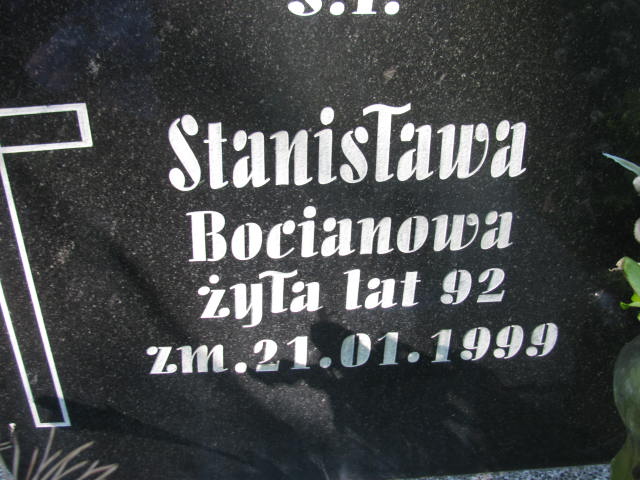 Stanisława
Bocianowa
żyła lat 92
zm. 21.01.1999